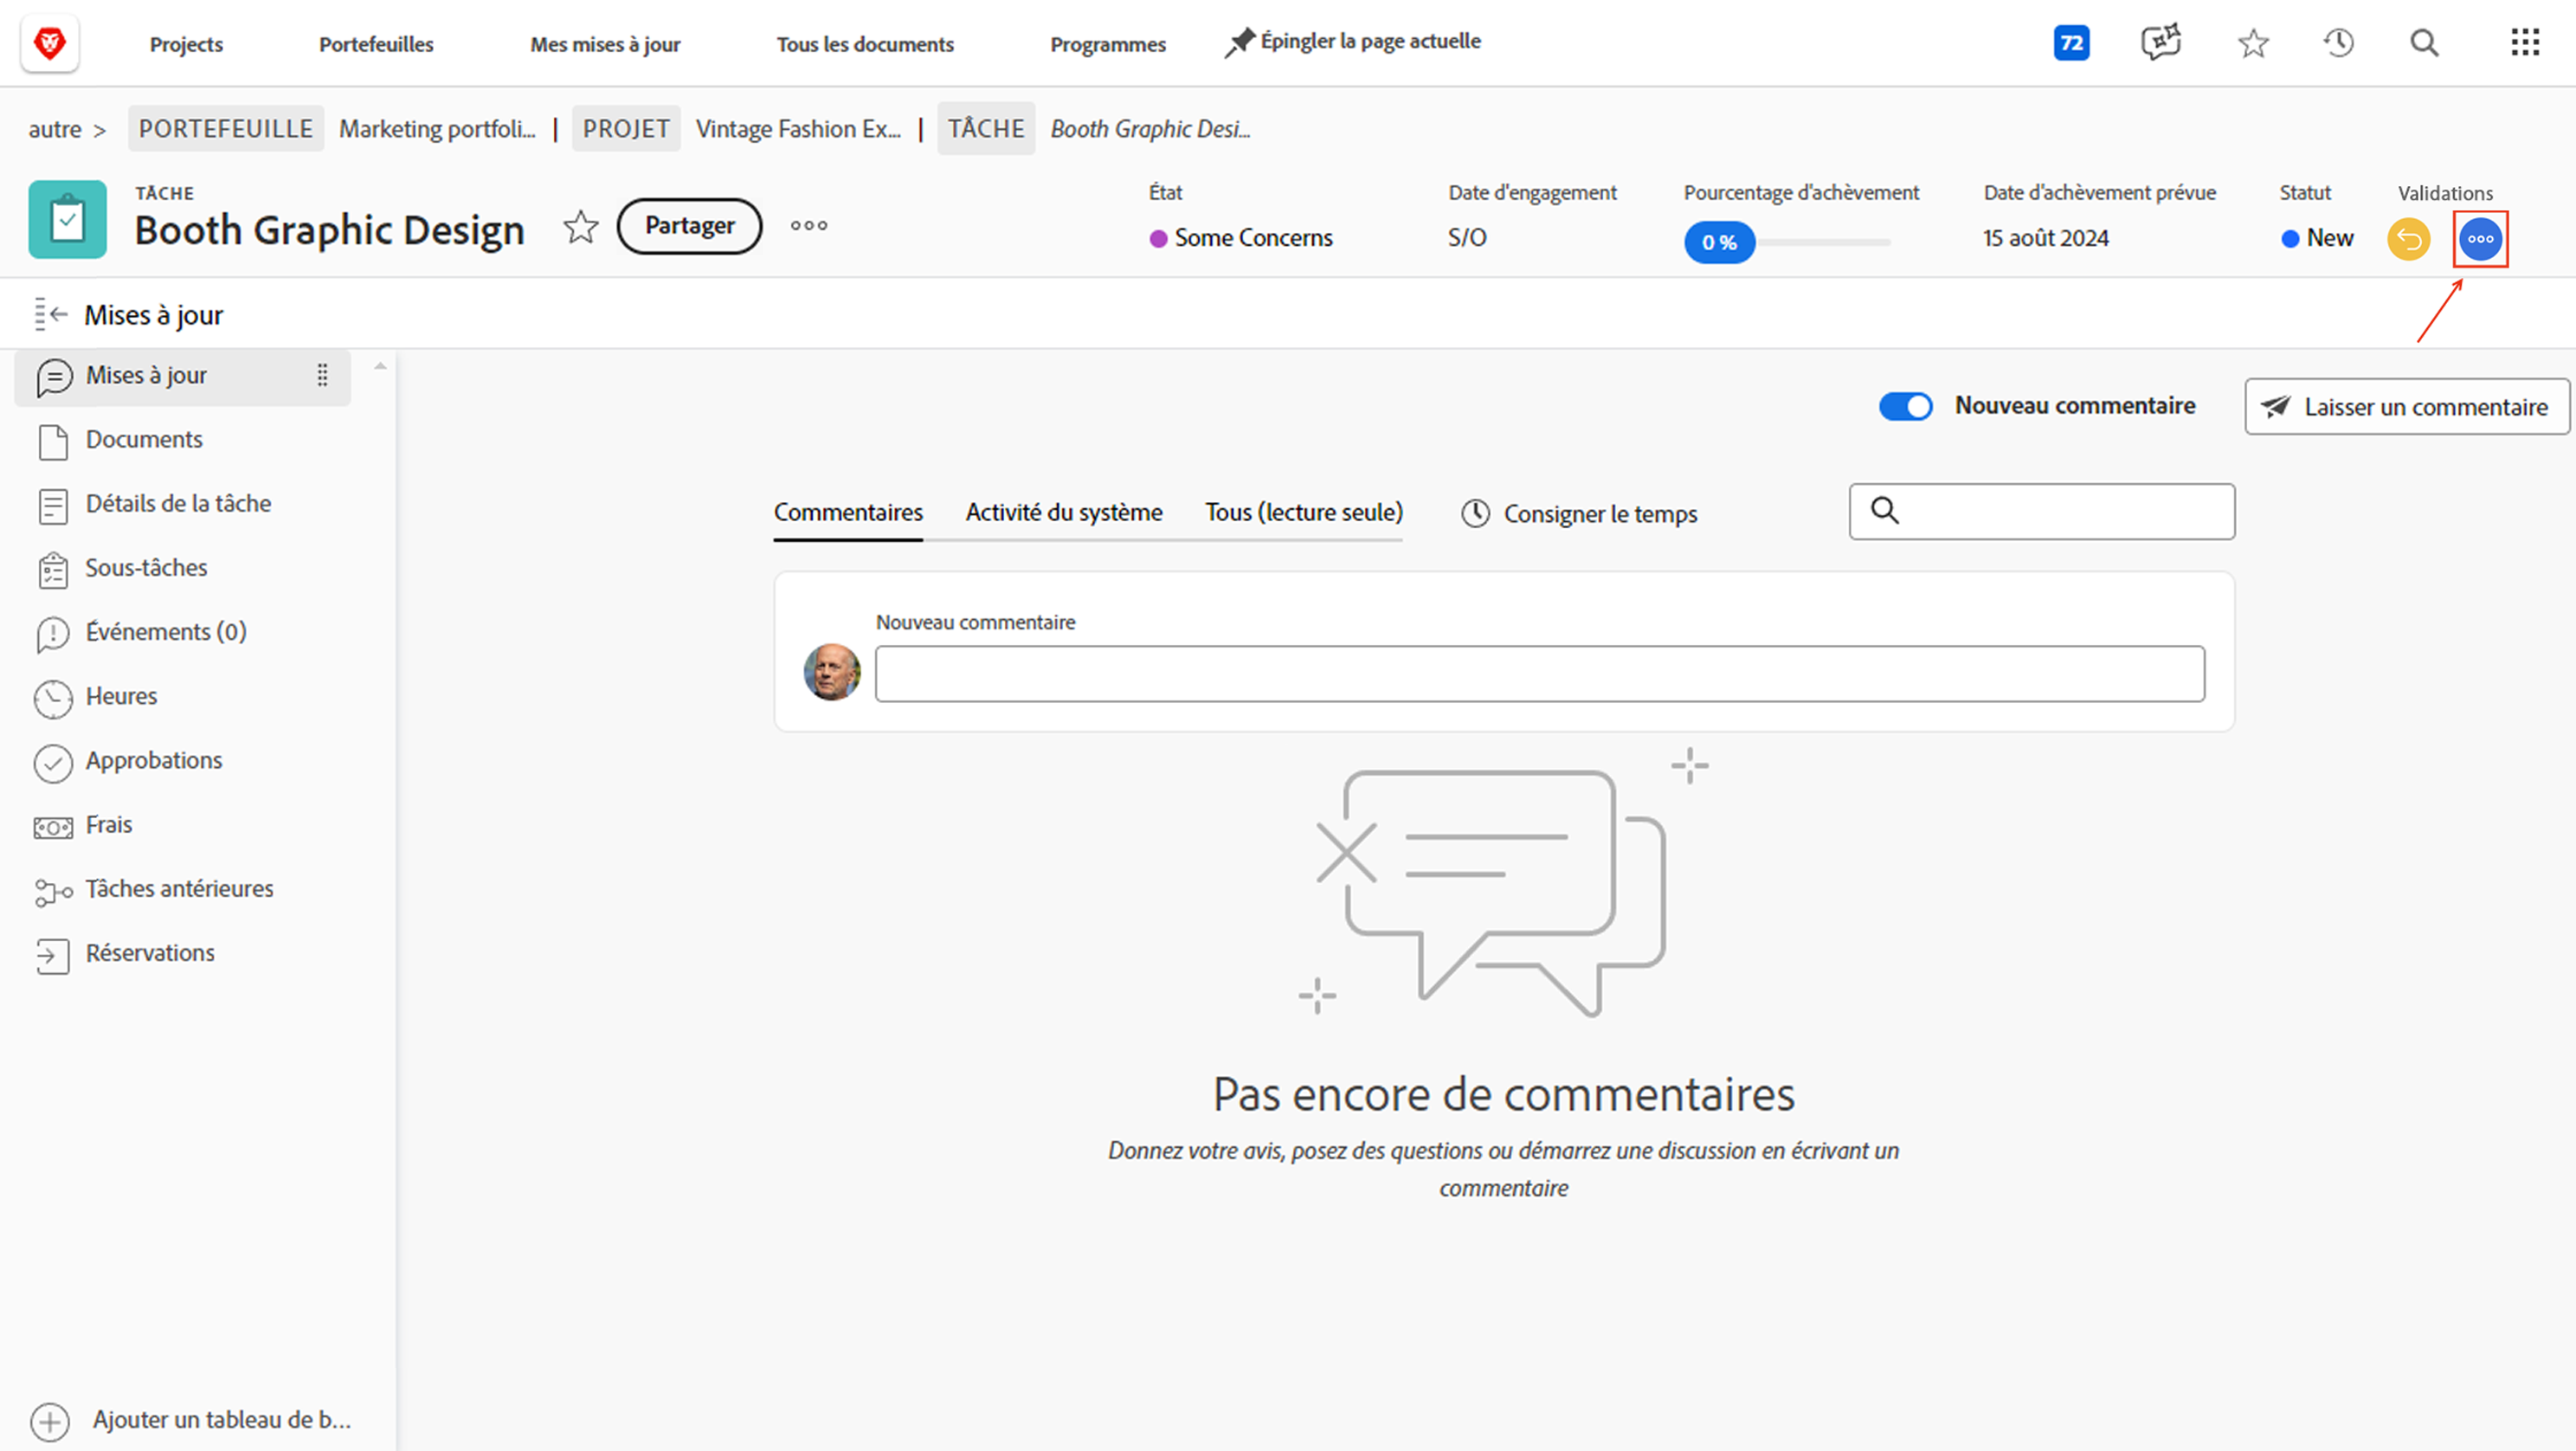 Projects Portefeuilles Mes mises à jour Tous les documents Programmes Épingler la page actuelle 72
autre > PORTEFEUILLE Marketing portfoli... | PROJET Vintage Fashion Ex... | TÂCHE Booth Graphic Desi...
TÂCHE
Booth Graphic Design Partager
État Date d'engagement Pourcentage d'achèvement Date d'achèvement prévue Statut Validations
Some Concerns S/O 0 % 15 août 2024 New
Mises à jour
Mises à jour
Documents
Détails de la tâche
Sous-tâches
Événements (0)
Heures
Approbations
Frais
Tâches antérieures
Réservations
Ajouter un tableau de b...
Nouveau commentaire Laisser un commentaire
Commentaires Activité du système Tous (lecture seule) Consigner le temps
Nouveau commentaire
Pas encore de commentaires
Donnez votre avis, posez des questions ou démarrez une discussion en écrivant un
commentaire